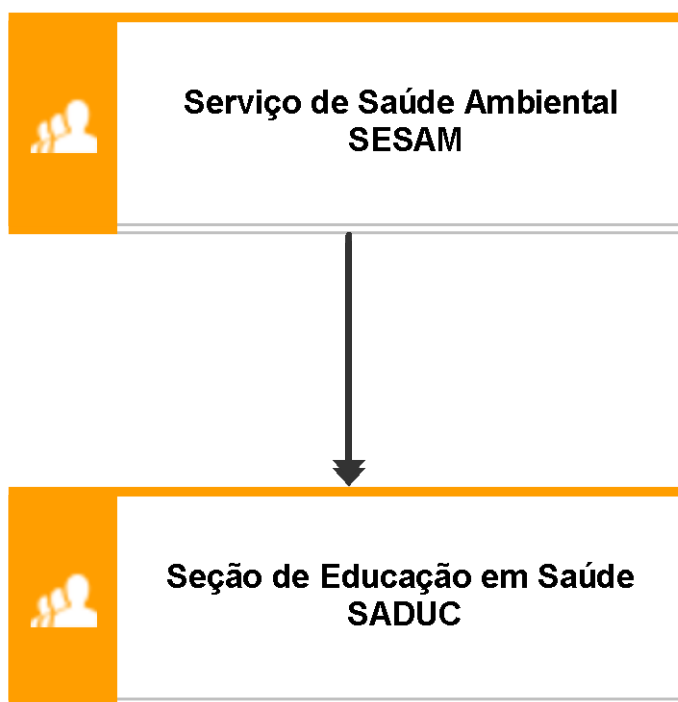 Serviço de Saúde Ambiental
SESAM
Seção de Educação em Saúde
SADUC